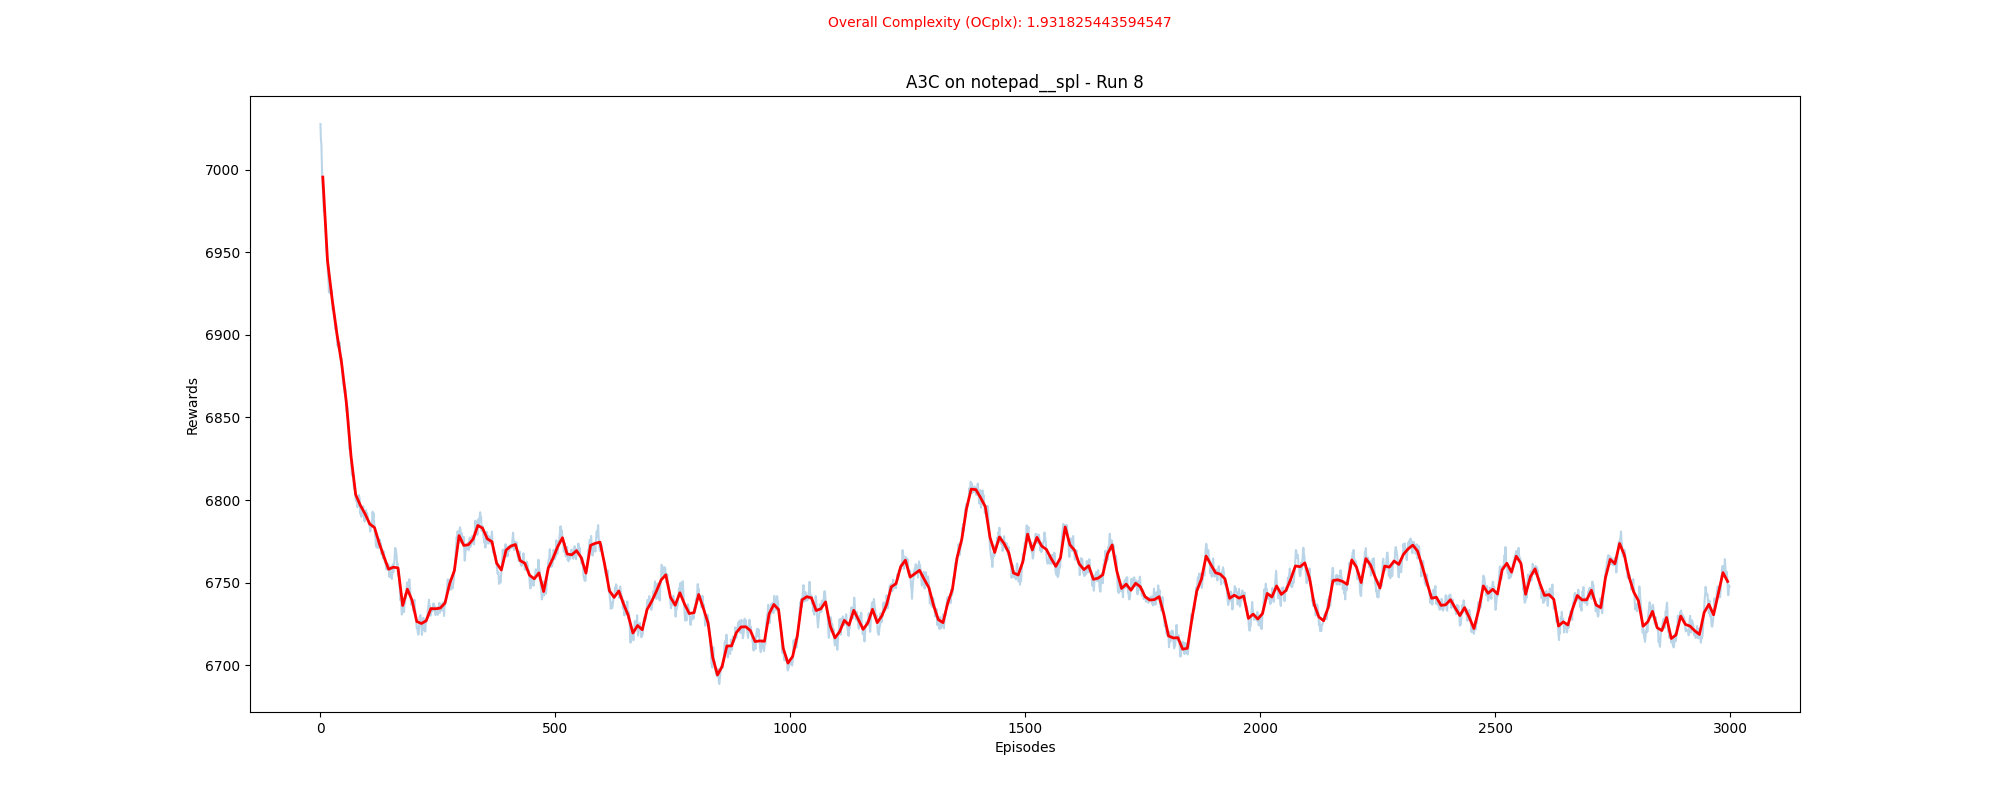 Overall Complexity (OCplx): 1.931825443594547
A3C on notepad__spl - Run 8
7000
6950
6900
6850
6800
6750
6700
Rewards
0 500 1000 1500 2000 2500 3000
Episodes